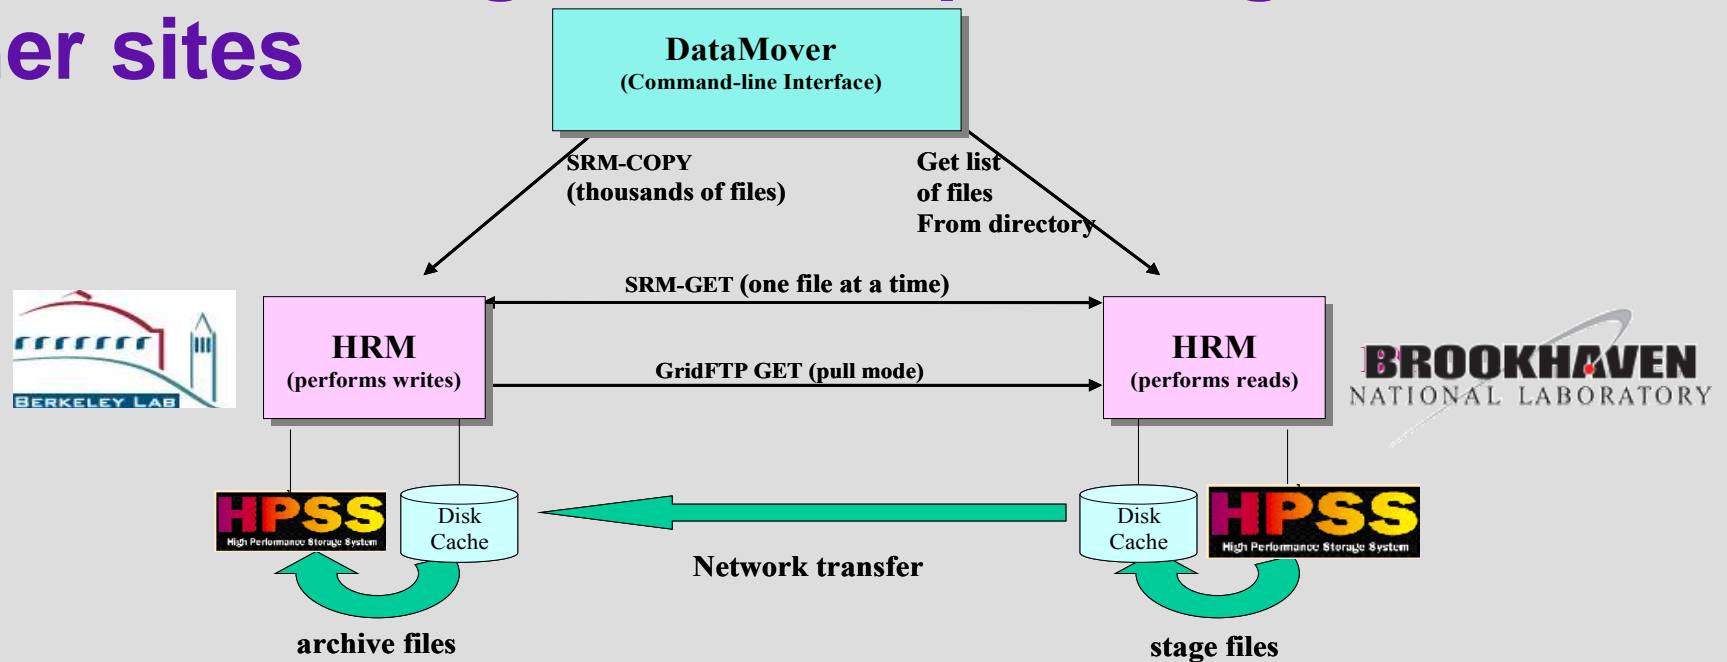 ner sites
DataMover
(Command-line Interface)
SRM-COPY
(thousands of files)
Get list
of files
From directory
SRM-GET (one file at a time)
HRM
(performs writes)
HRM
(performs reads)
GridFTP GET (pull mode)
BERKELEY LAB
BROOKHAVEN
NATIONAL LABORATORY
HPSS
High Performance Storage System
Disk
Cache
Disk
Cache
HPSS
High Performance Storage System
Network transfer
archive files
stage files